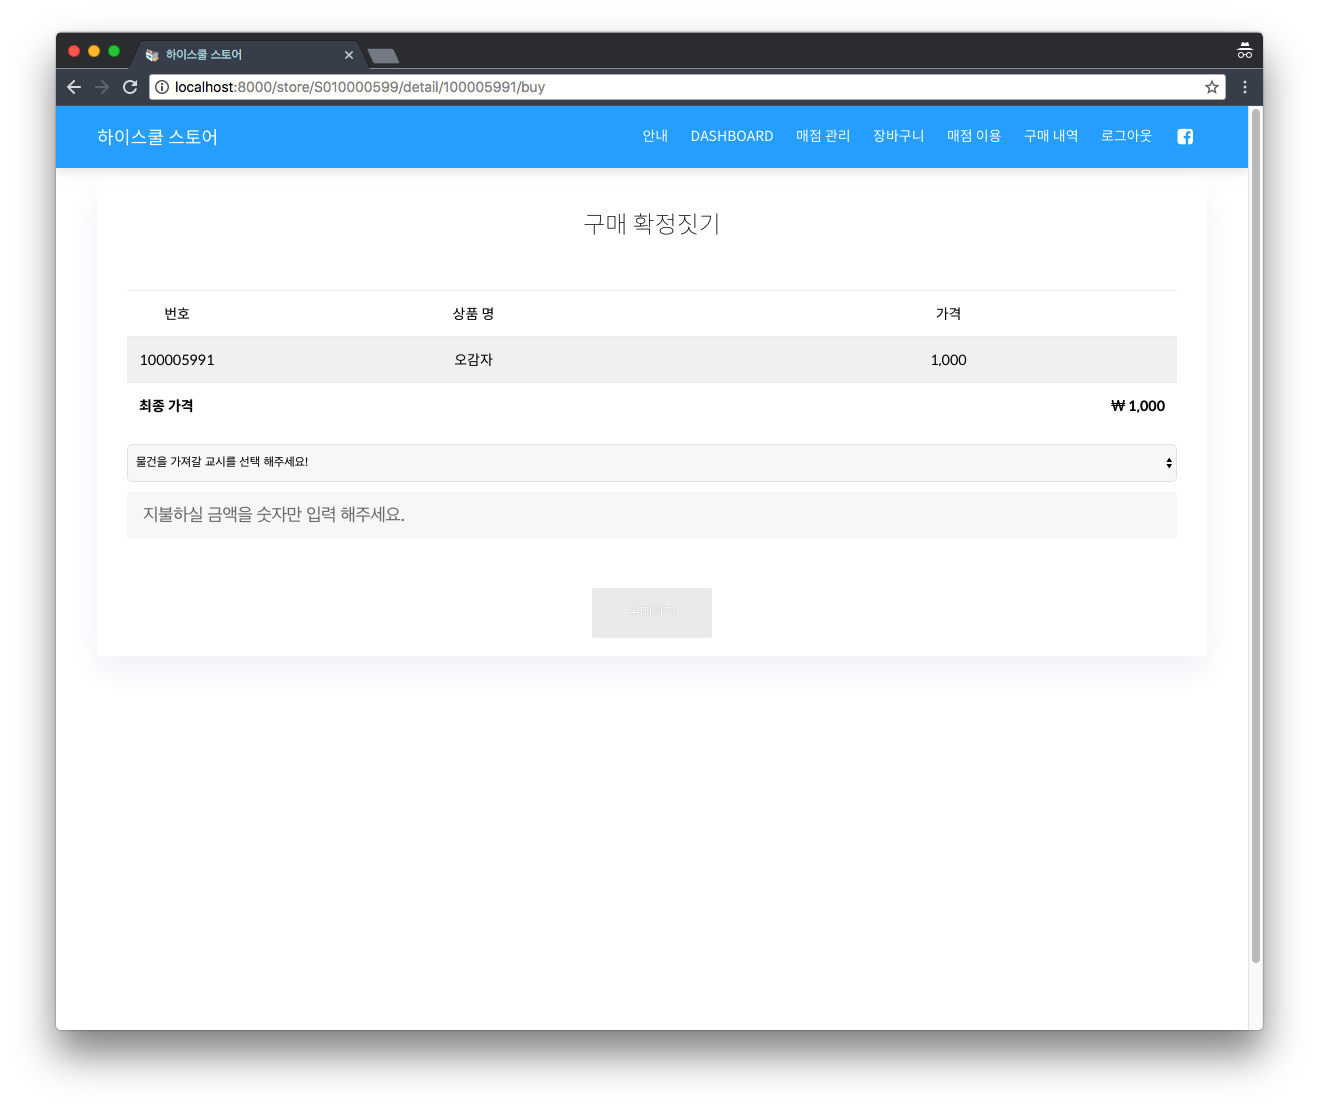 하이스쿨 스토어
localhost:8000/store/S010000599/detail/100005991/buy
하이스쿨 스토어 안내 DASHBOARD 매점 관리 장바구니 매점 이용 구매 내역 로그아웃
구매 확정짓기
번호 상품 명 가격
100005991 오감자 1,000
최종 가격 ₩ 1,000
물건을 가져갈 교시를 선택 해주세요!
지불하실 금액을 숫자만 입력 해주세요.
구매하기